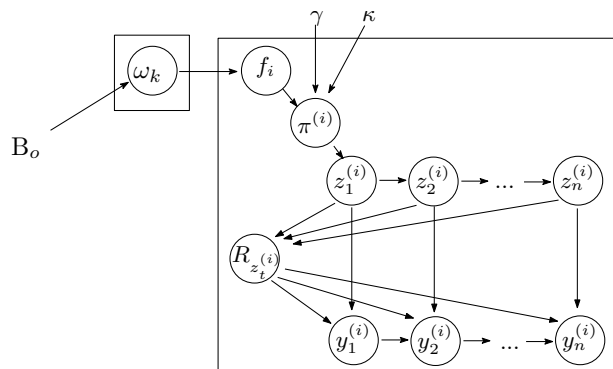 γ κ
ω_k f_i
π^{(i)}
B_o
z_1^{(i)} z_2^{(i)} ... z_n^{(i)}
R_{z_t^{(i)}}
y_1^{(i)} y_2^{(i)} ... y_n^{(i)}